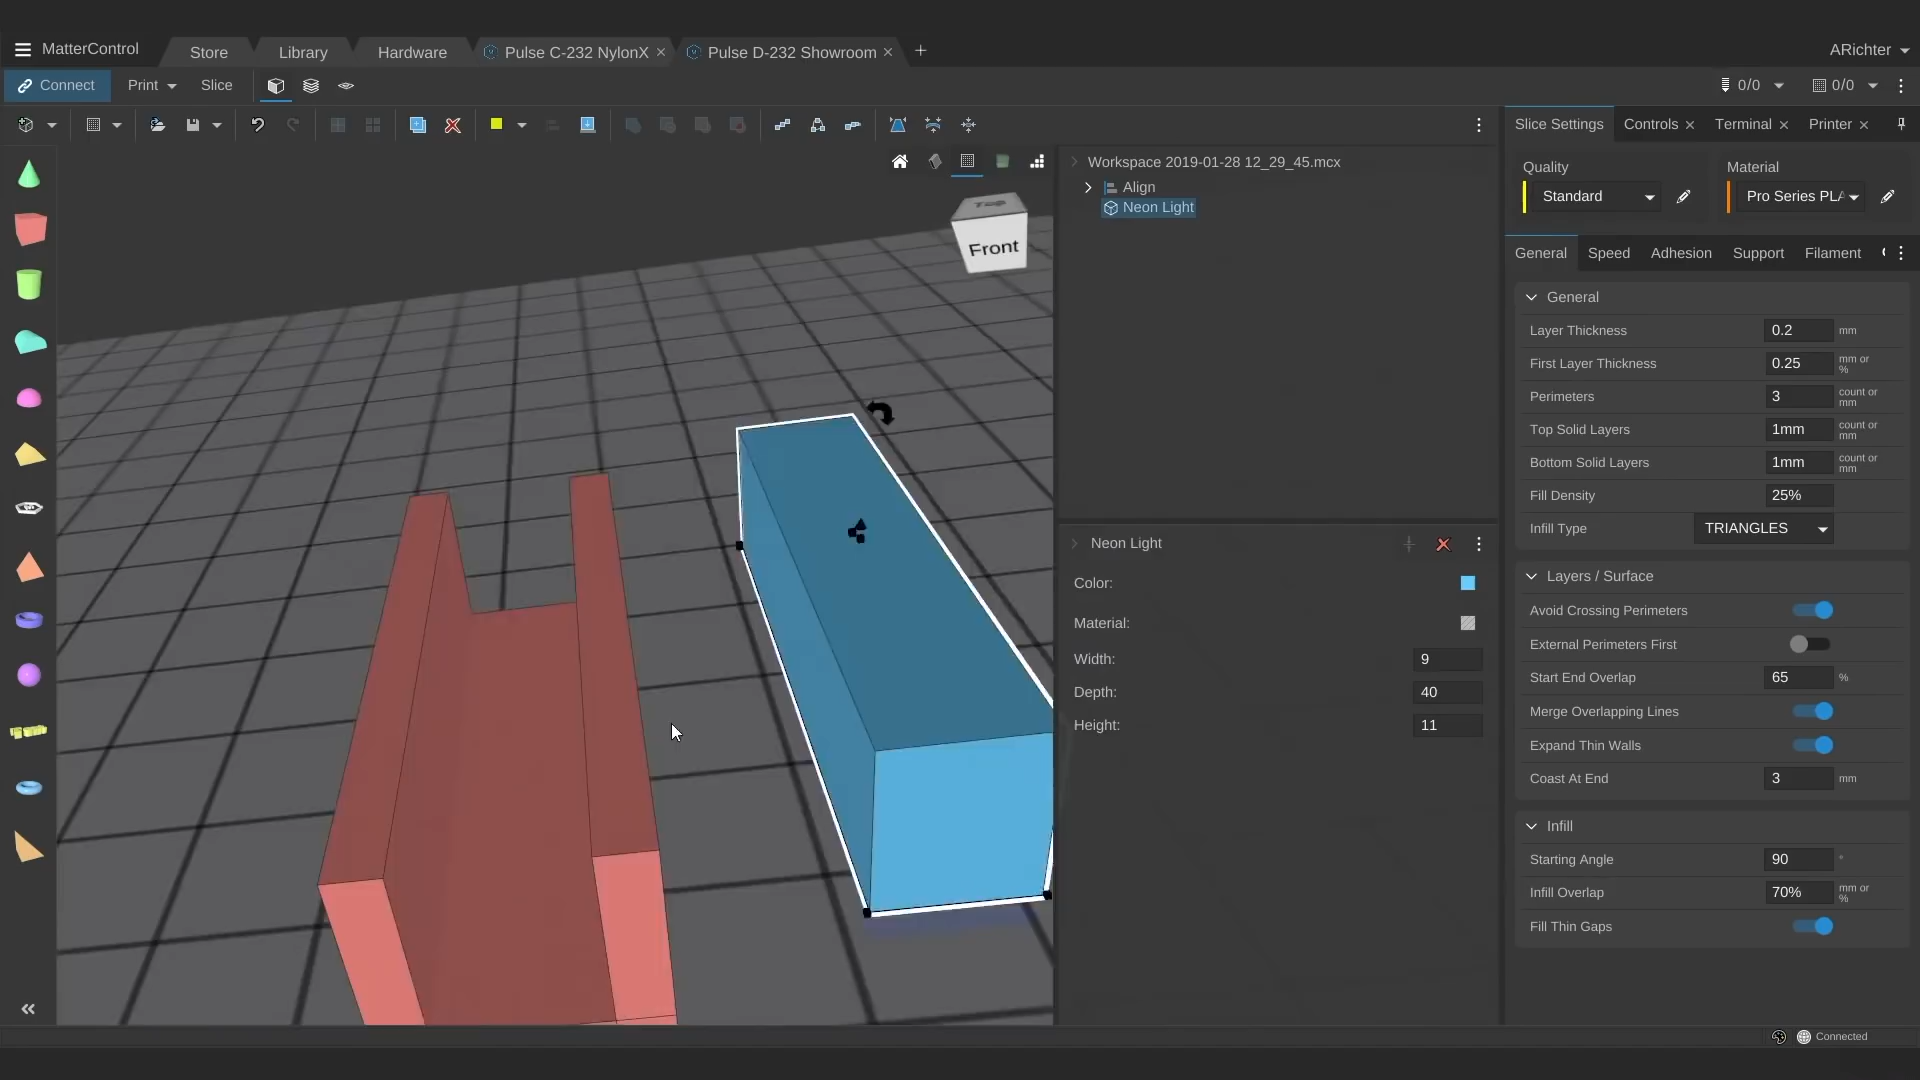 MatterControl
Store
Library
Hardware
Pulse C-232 NylonX
Pulse D-232 Showroom
ARichter
Connect
Print
Slice
0/0
0/0
Slice Settings
Controls
Terminal
Printer
Workspace 2019-01-28 12_29_45.mcx
Align
Neon Light
Top
Front
Quality
Material
Standard
Pro Series PLA
General
Speed
Adhesion
Support
Filament
General
Layer Thickness
0.2
mm
First Layer Thickness
0.25
mm or
%
Perimeters
3
count or
mm
Top Solid Layers
1mm
count or
mm
Bottom Solid Layers
1mm
count or
mm
Fill Density
25%
Infill Type
TRIANGLES
Neon Light
Color:
Material:
Width:
9
Depth:
40
Height:
11
Layers / Surface
Avoid Crossing Perimeters
External Perimeters First
Start End Overlap
65
%
Merge Overlapping Lines
Expand Thin Walls
Coast At End
3
mm
Infill
Starting Angle
90
°
Infill Overlap
70%
mm or
%
Fill Thin Gaps
Connected